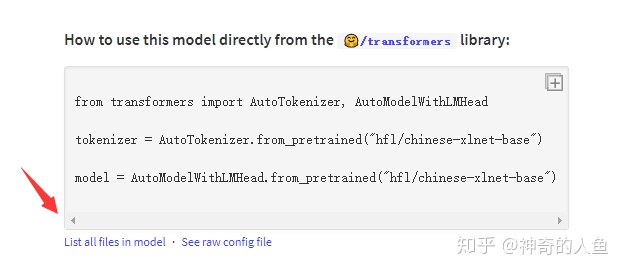 How to use this model directly from the 🤗/transformers library:
from transformers import AutoTokenizer, AutoModelWithLMHead
tokenizer = AutoTokenizer.from_pretrained("hfl/chinese-xlnet-base")
model = AutoModelWithLMHead.from_pretrained("hfl/chinese-xlnet-base")
List all files in model · See raw config file
知乎 @神奇的人鱼